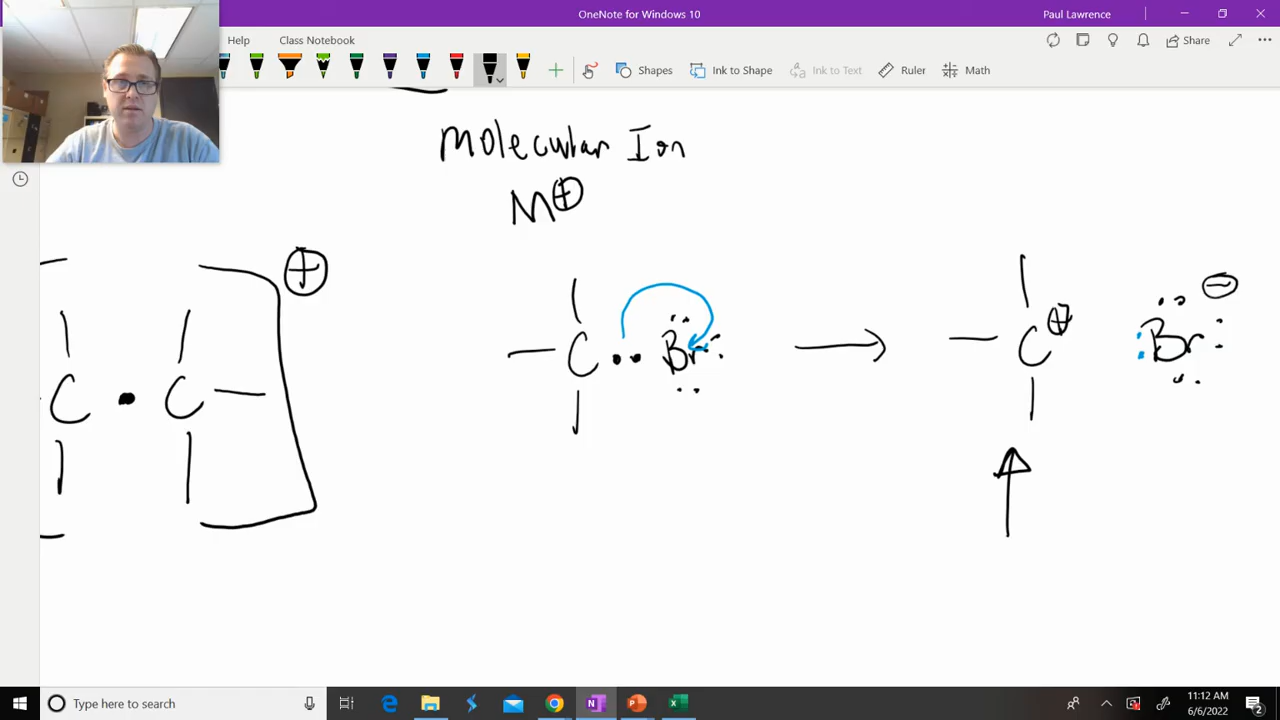 OneNote for Windows 10
Paul Lawrence
Help Class Notebook
Share
Shapes Ink to Shape Ink to Text Ruler Math
Molecular Ion
M⊕
⊕
C • C
C •• Br
C⊕ Br ⊖
Type here to search
11:12 AM
6/6/2022
2